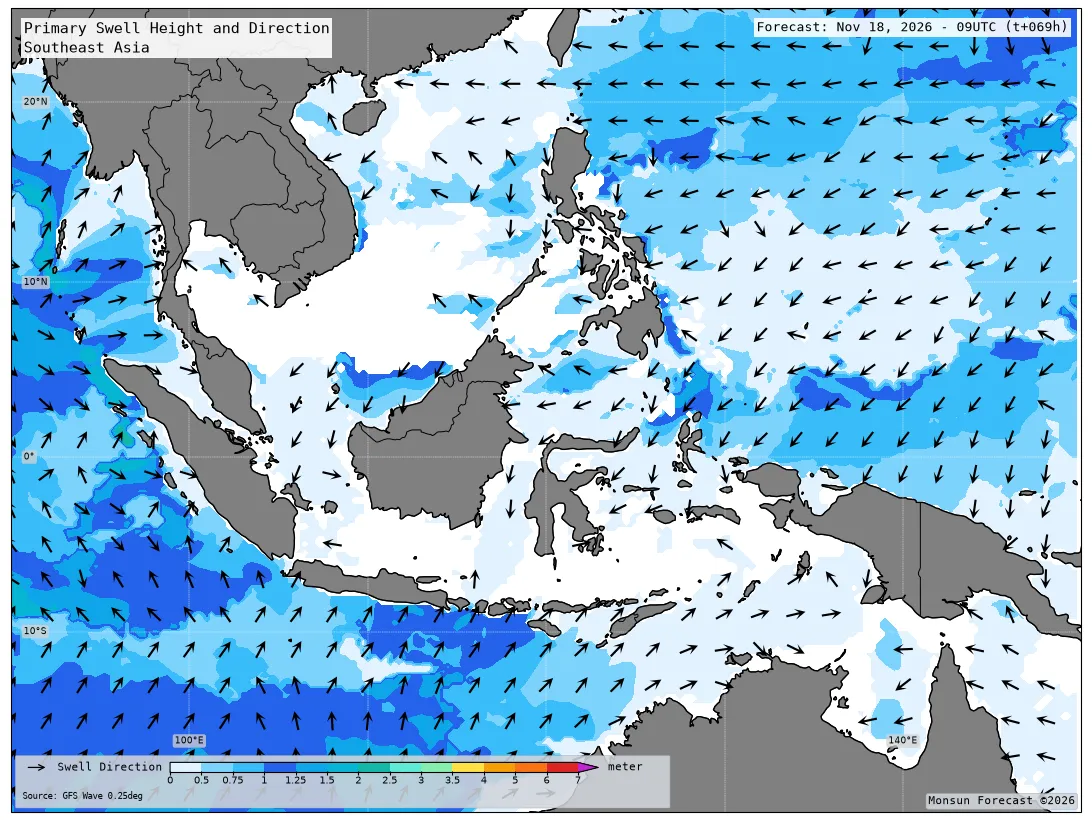 Primary Swell Height and Direction
Southeast Asia
Forecast: Nov 18, 2026 - 09UTC (t+069h)
20°N
10°N
0°
10°S
100°E
140°E
Swell Direction
meter
0 0.5 0.75 1 1.25 1.5 2 2.5 3 3.5 4 5 6 7
Source: GFS Wave 0.25deg
Monsun Forecast ©2026